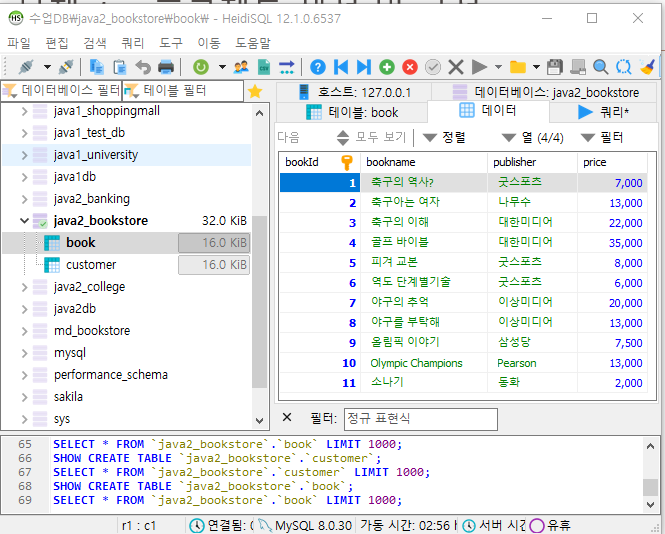 수업DB\java2_bookstore\book\ - HeidiSQL 12.1.0.6537
파일 편집 검색 쿼리 도구 이동 도움말
데이터베이스 필터 테이블 필터
java1_shoppingmall
java1_test_db
java1_university
java1db
java2_banking
java2_bookstore 32.0 KiB
book 16.0 KiB
customer 16.0 KiB
java2_college
java2db
md_bookstore
mysql
performance_schema
sakila
sys
호스트: 127.0.0.1 데이터베이스: java2_bookstore
테이블: book 데이터 쿼리*
다음 모두 보기 정렬 열 (4/4) 필터
bookId bookname publisher price
1 축구의 역사? 굿스포츠 7,000
2 축구아는 여자 나무수 13,000
3 축구의 이해 대한미디어 22,000
4 골프 바이블 대한미디어 35,000
5 피겨 교본 굿스포츠 8,000
6 역도 단계별기술 굿스포츠 6,000
7 야구의 추억 이상미디어 20,000
8 야구를 부탁해 이상미디어 13,000
9 올림픽 이야기 삼성당 7,500
10 Olympic Champions Pearson 13,000
11 소나기 동화 2,000
필터: 정규 표현식
65 SELECT * FROM `java2_bookstore`.`book` LIMIT 1000;
66 SHOW CREATE TABLE `java2_bookstore`.`customer`;
67 SELECT * FROM `java2_bookstore`.`customer` LIMIT 1000;
68 SHOW CREATE TABLE `java2_bookstore`.`book`;
69 SELECT * FROM `java2_bookstore`.`book` LIMIT 1000;
r1 : c1 연결됨: MySQL 8.0.30 가동 시간: 02:56 서버 시간 유휴